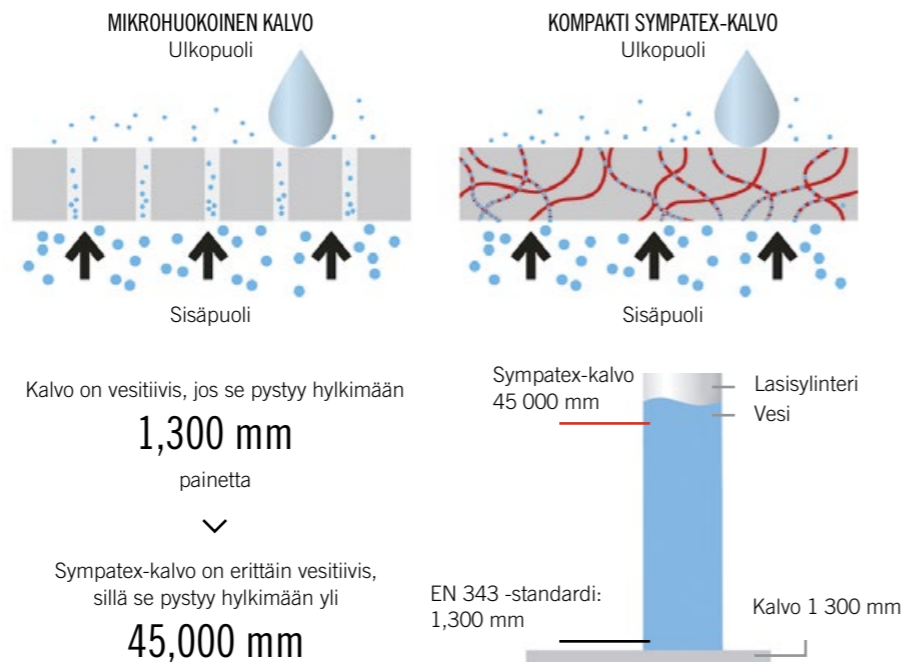 MIKROHUOKOINEN KALVO
Ulkopuoli
Sisäpuoli
KOMPAKTI SYMPATEX-KALVO
Ulkopuoli
Sisäpuoli
Kalvo on vesitiivis, jos se pystyy hylkimään
1,300 mm
painetta
Sympatex-kalvo on erittäin vesitiivis,
sillä se pystyy hylkimään yli
45,000 mm
Sympatex-kalvo
45 000 mm
Lasisylinteri
Vesi
EN 343 -standardi:
1,300 mm
Kalvo 1 300 mm